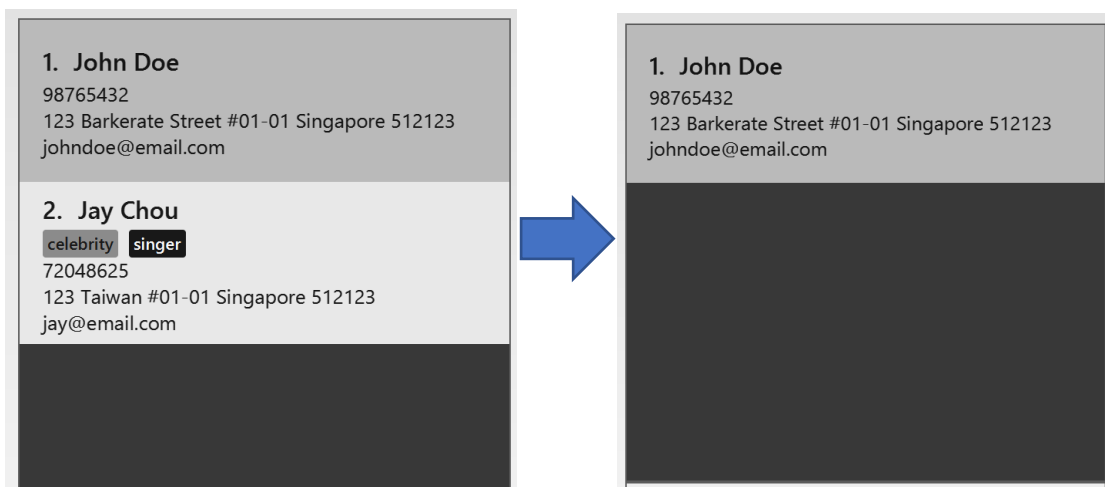 1. John Doe
98765432
123 Barkerate Street #01-01 Singapore 512123
johndoe@email.com
2. Jay Chou
celebrity singer
72048625
123 Taiwan #01-01 Singapore 512123
jay@email.com
1. John Doe
98765432
123 Barkerate Street #01-01 Singapore 512123
johndoe@email.com